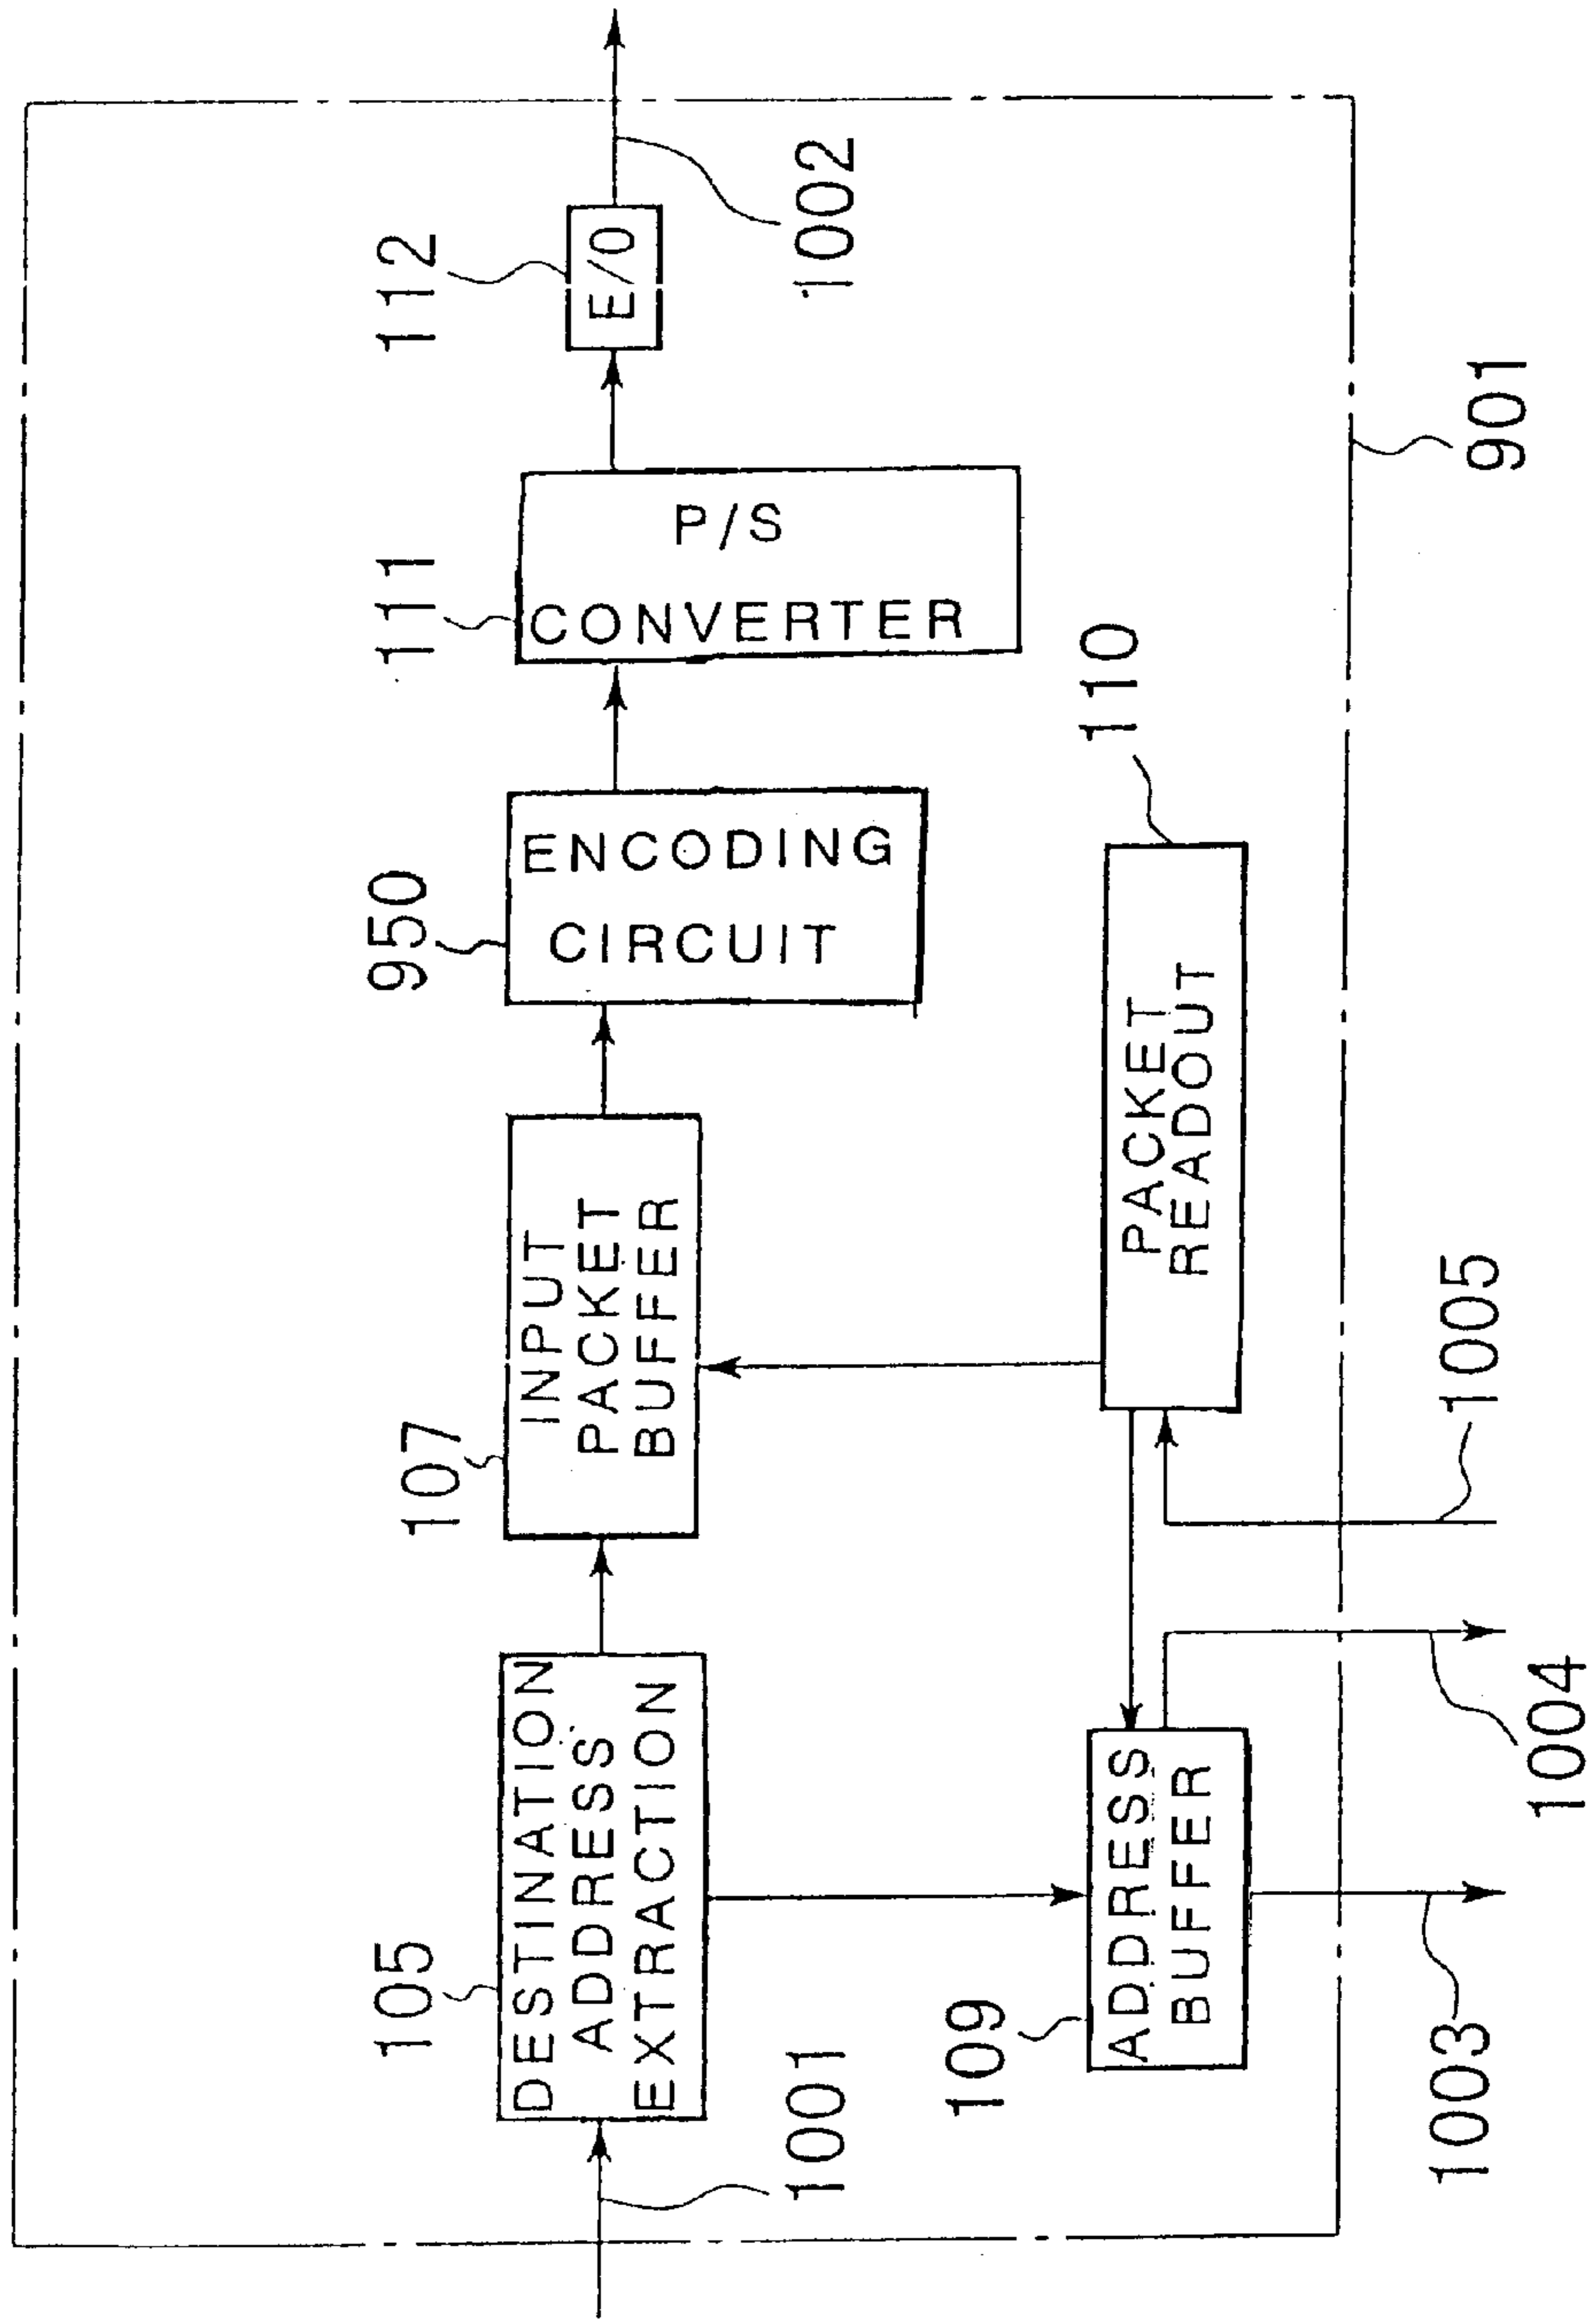 112
E/O
1002
111
P/S
CONVERTER
950
ENCODING
CIRCUIT
107
INPUT
PACKET
BUFFER
110
PACKET
READOUT
105
DESTINATION
ADDRESS
EXTRACTION
1001
109
ADDRESS
BUFFER
1003
1004
1005
901